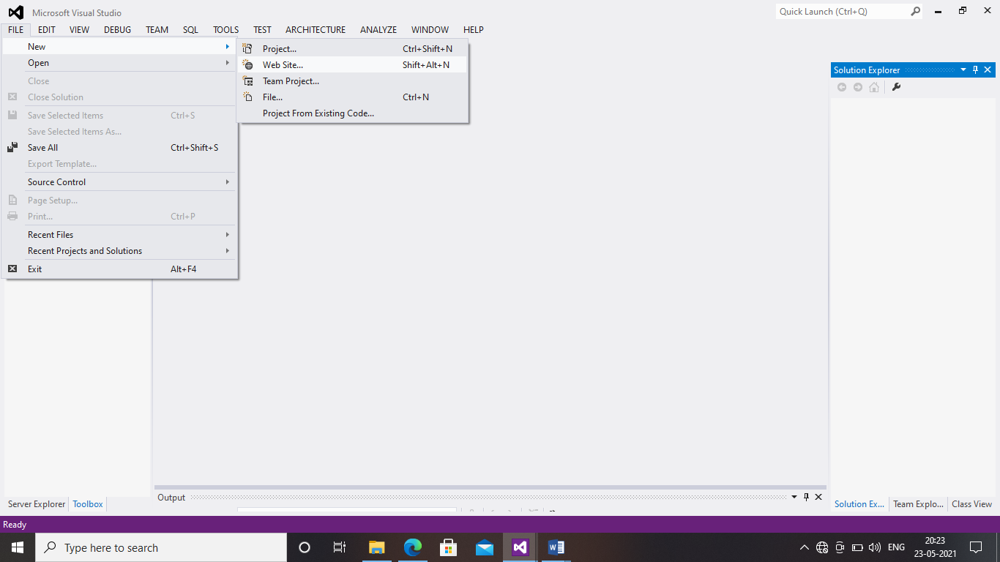 Microsoft Visual Studio
Quick Launch (Ctrl+Q)
FILE EDIT VIEW DEBUG TEAM SQL TOOLS TEST ARCHITECTURE ANALYZE WINDOW HELP
New
Open
Close
Close Solution
Save Selected Items Ctrl+S
Save Selected Items As...
Save All Ctrl+Shift+S
Export Template...
Source Control
Page Setup...
Print... Ctrl+P
Recent Files
Recent Projects and Solutions
Exit Alt+F4
Project... Ctrl+Shift+N
Web Site... Shift+Alt+N
Team Project...
File... Ctrl+N
Project From Existing Code...
Solution Explorer
Output
Server Explorer Toolbox
Solution Ex... Team Explo... Class View
Ready
Type here to search
ENG
20:23
23-05-2021